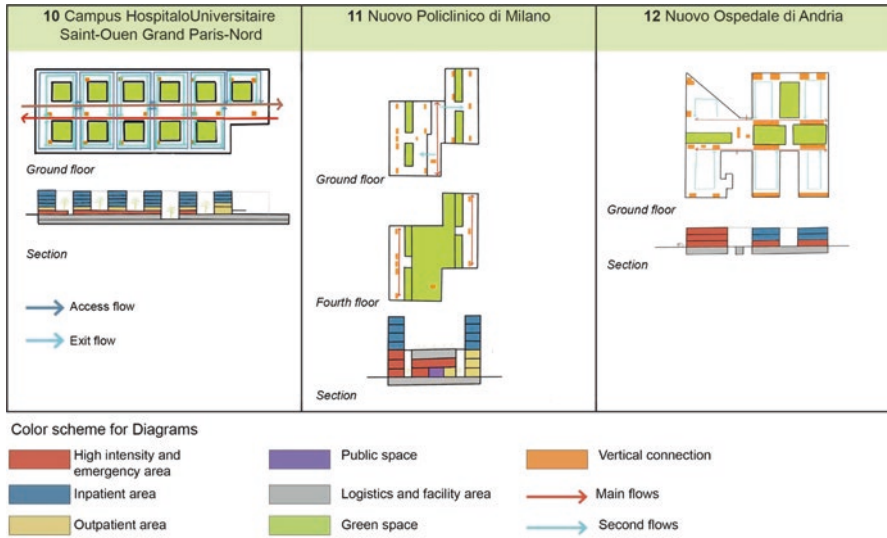 10 Campus HospitaloUniversitaire
Saint-Ouen Grand Paris-Nord
Ground floor
Section
Access flow
Exit flow
11 Nuovo Policlinico di Milano
Ground floor
Fourth floor
Section
12 Nuovo Ospedale di Andria
Ground floor
Section
Color scheme for Diagrams
High intensity and
emergency area
Inpatient area
Outpatient area
Public space
Logistics and facility area
Green space
Vertical connection
Main flows
Second flows